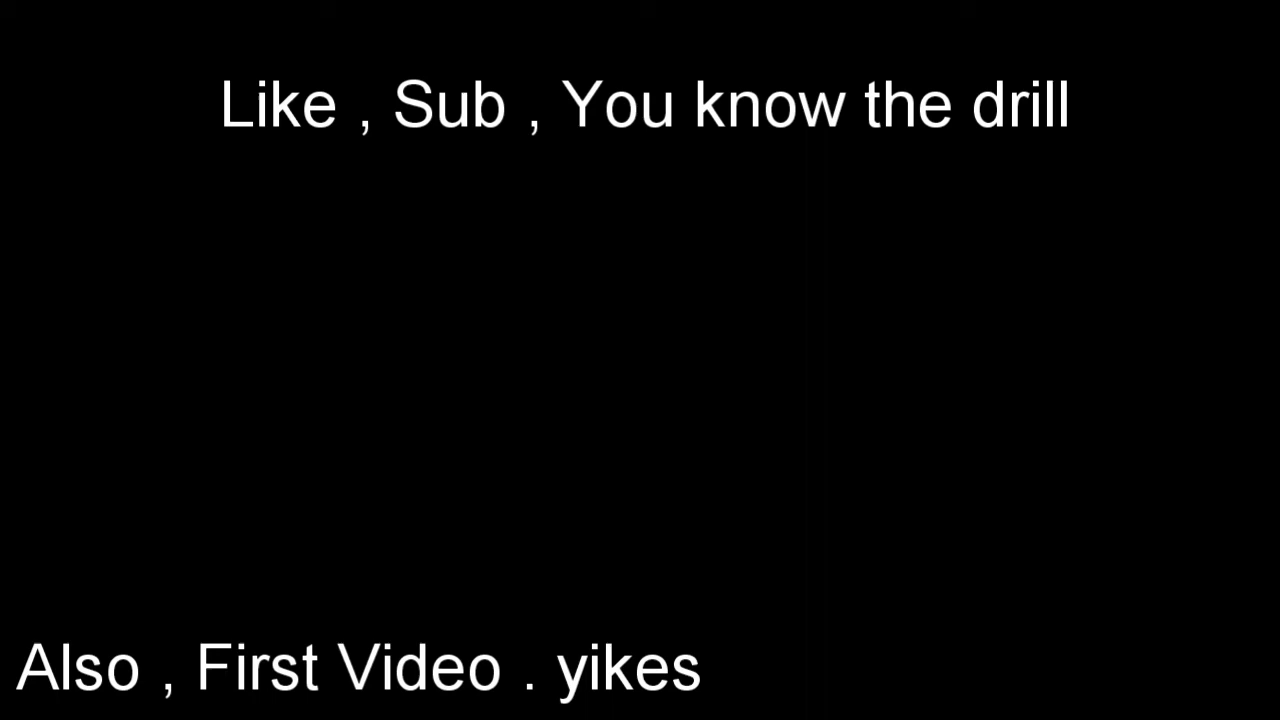 Like , Sub , You know the drill
Also , First Video . yikes